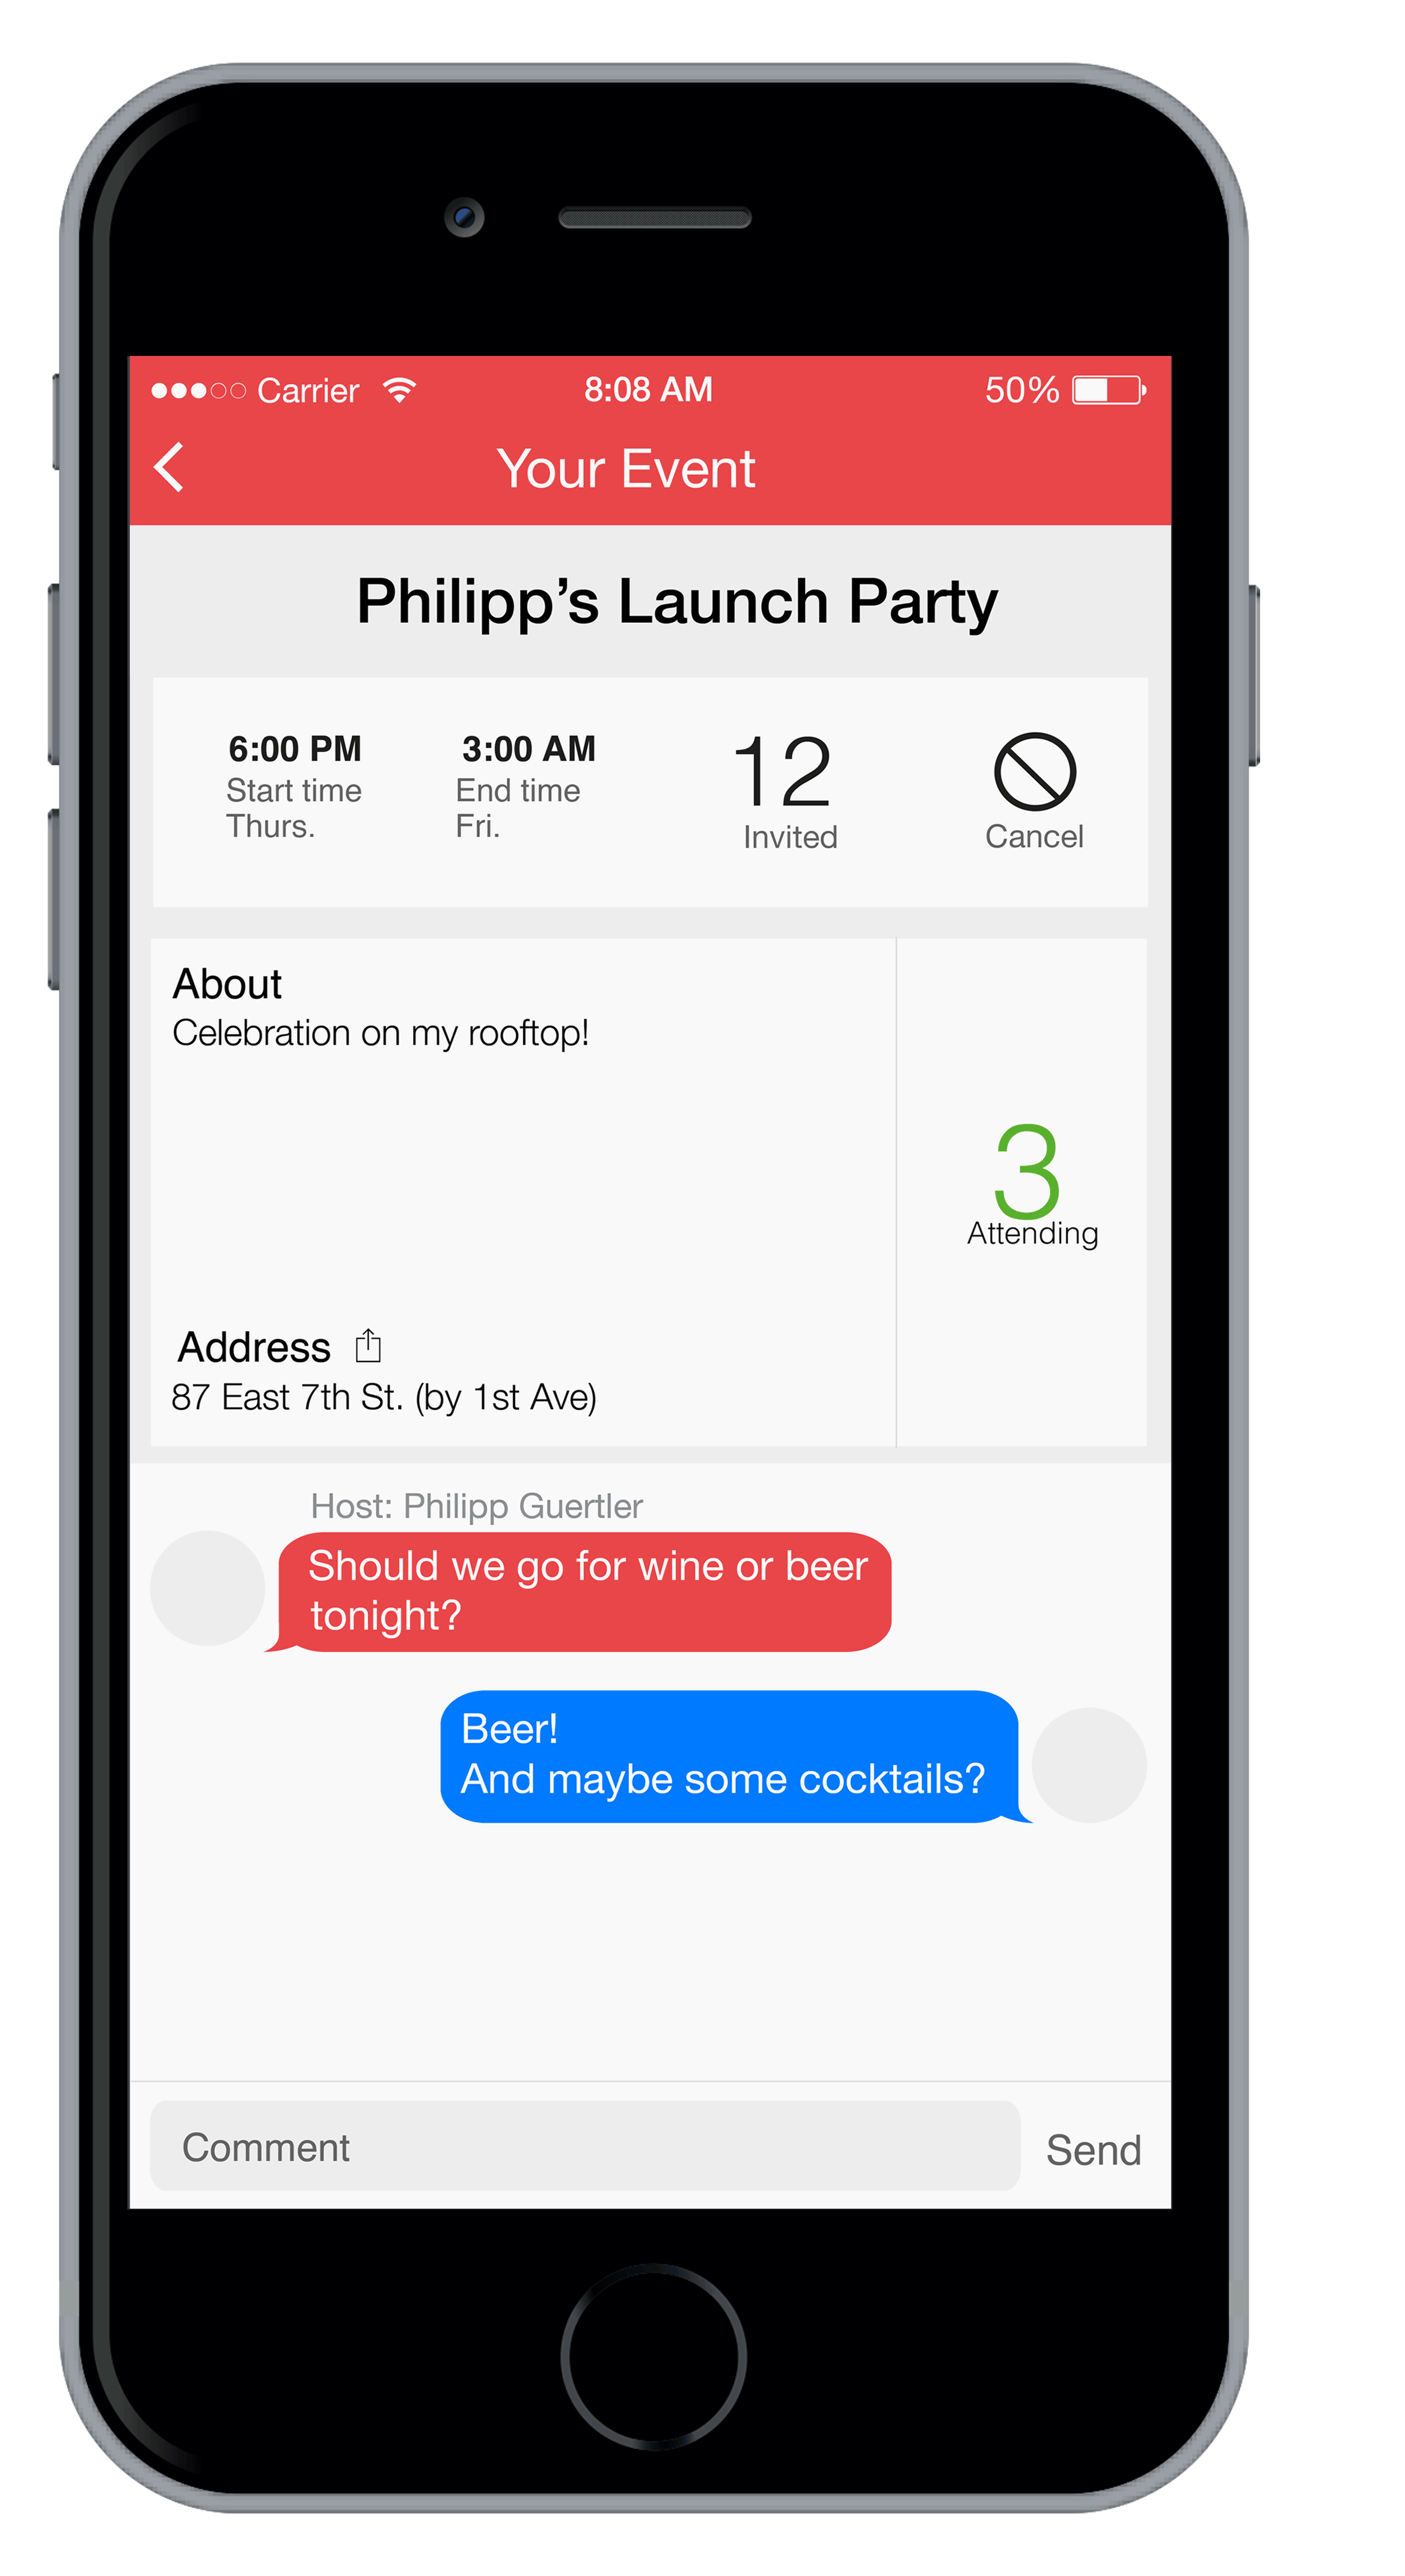 Carrier 8:08 AM 50%
Your Event
Philipp’s Launch Party
6:00 PM 3:00 AM 12
Start time End time
Thurs. Fri. Invited Cancel
About
Celebration on my rooftop!
3
Attending
Address
87 East 7th St. (by 1st Ave)
Host: Philipp Guertler
Should we go for wine or beer
tonight?
Beer!
And maybe some cocktails?
Comment Send